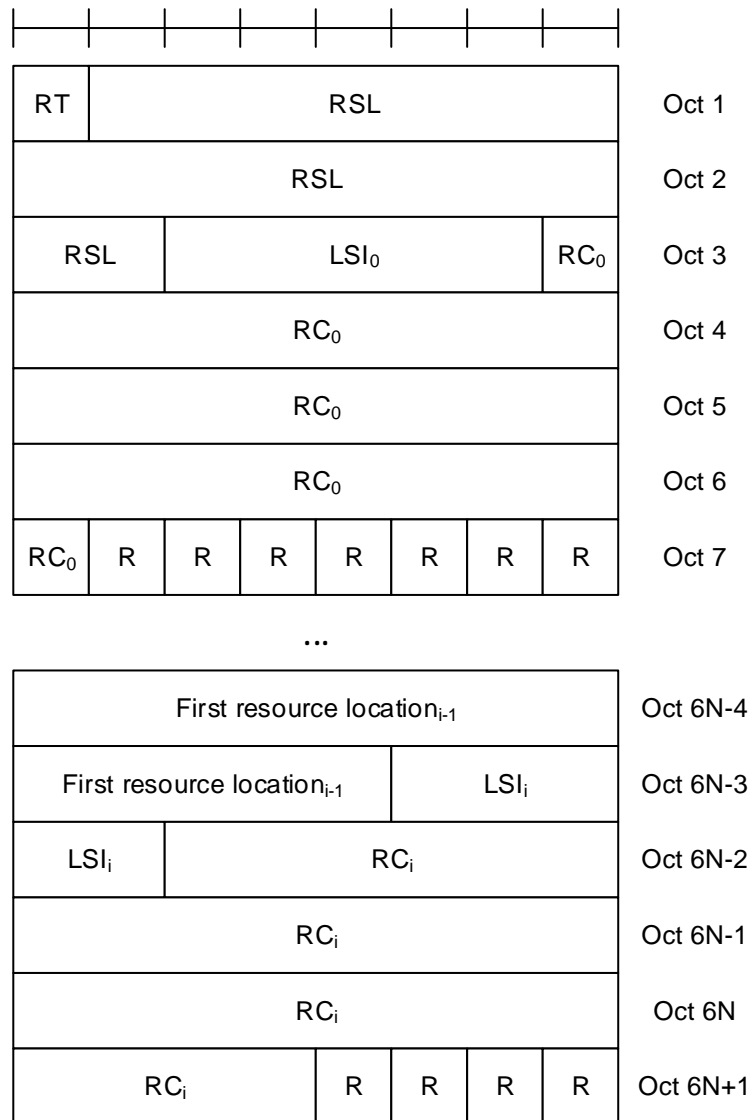 RT RSL Oct 1
RSL Oct 2
RSL LSI₀ RC₀ Oct 3
RC₀ Oct 4
RC₀ Oct 5
RC₀ Oct 6
RC₀ R R R R R R R Oct 7
...
First resource locationᵢ₋₁ Oct 6N-4
First resource locationᵢ₋₁ LSIᵢ Oct 6N-3
LSIᵢ RCᵢ Oct 6N-2
RCᵢ Oct 6N-1
RCᵢ Oct 6N
RCᵢ R R R R Oct 6N+1